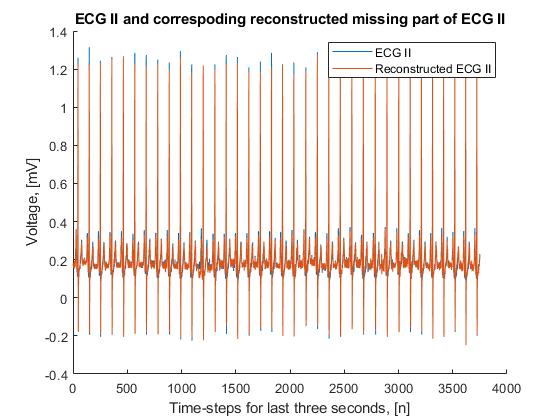 ECG II and correspoding reconstructed missing part of ECG II
1.4
1.2
1
0.8
0.6
0.4
0.2
0
-0.2
-0.4
Voltage, [mV]
ECG II
Reconstructed ECG II
0 500 1000 1500 2000 2500 3000 3500 4000
Time-steps for last three seconds, [n]